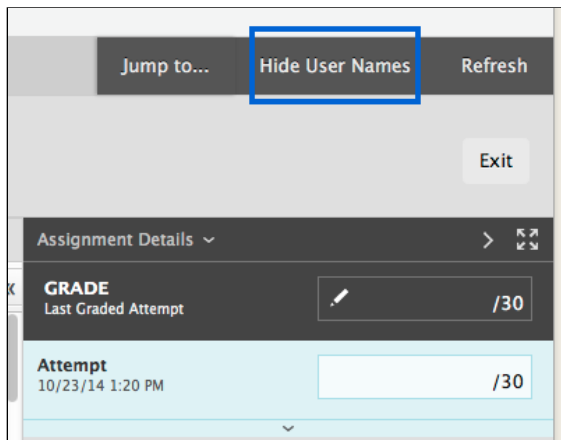 Jump to... Hide User Names Refresh
Exit
Assignment Details
GRADE
Last Graded Attempt
/30
Attempt
10/23/14 1:20 PM
/30